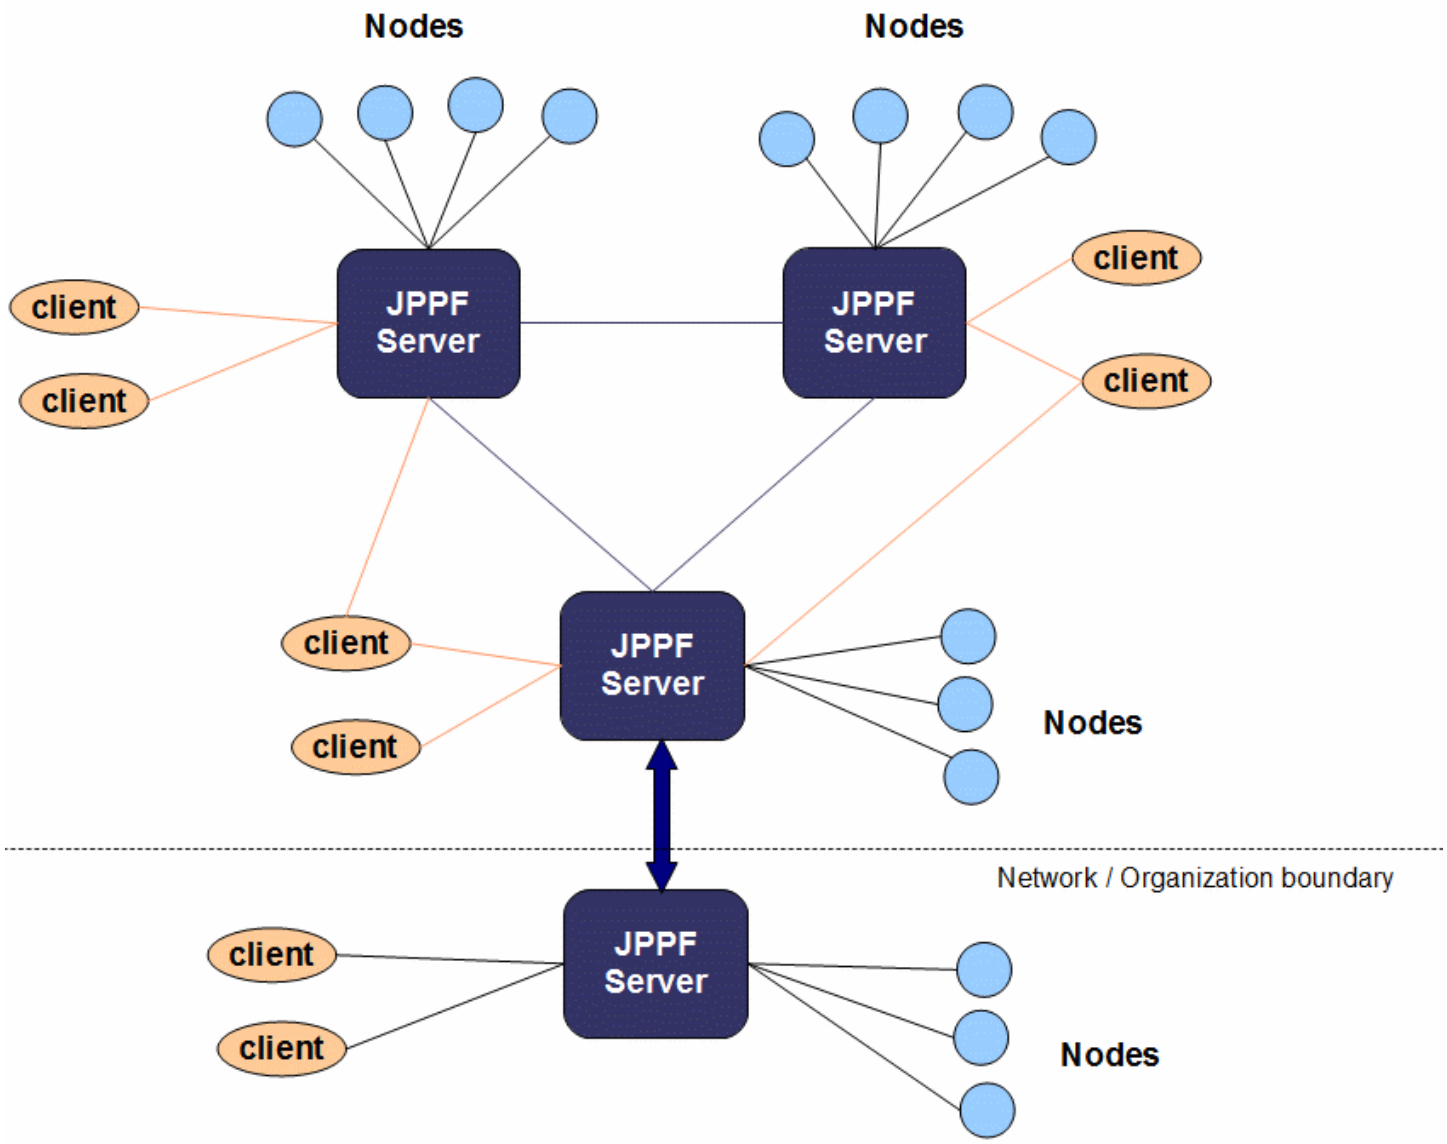 Nodes
Nodes
client
client
JPPF
Server
JPPF
Server
client
client
client
client
JPPF
Server
Nodes
Network / Organization boundary
client
client
JPPF
Server
Nodes